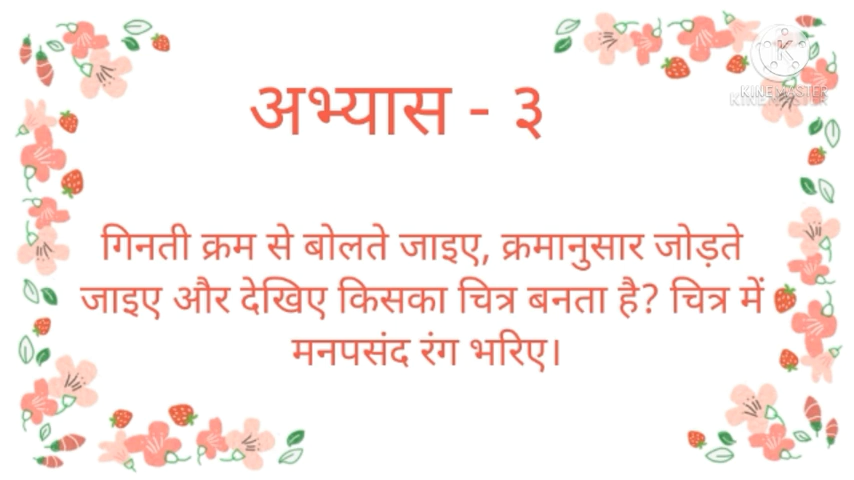 KINEMASTER
अभ्यास - ३
गिनती क्रम से बोलते जाइए, क्रमानुसार जोड़ते
जाइए और देखिए किसका चित्र बनता है? चित्र में
मनपसंद रंग भरिए।